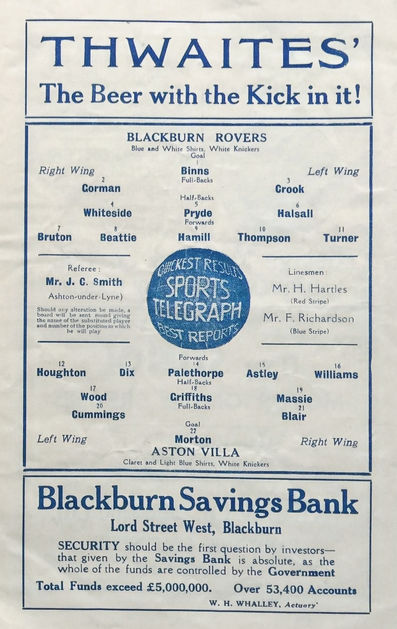 THWAITES'
The Beer with the Kick in it!
BLACKBURN ROVERS
Blue and White Shirts, White Knickers
Goal
Right Wing 1 Left Wing
Binns
2 Full-Backs 3
Gorman Crook
Half-Backs
4 5 6
Whiteside Pryde Halsall
Forwards
7 8 9 10 11
Bruton Beattie Hamill Thompson Turner
Referee:
Mr. J. C. Smith
Ashton-under-Lyne)
Should any alteration be made, a
board will be sent round giving
the name of the substituted player
and number of the position in which
he will play
QUICKEST RESULTS
SPORTS
TELEGRAPH
BEST REPORTS
Linesmen:
Mr. H. Hartles
(Red Stripe)
Mr. F. Richardson
(Blue Stripe)
Forwards
12 13 14 15 16
Houghton Dix Palethorpe Astley Williams
Half-Backs
17 18 19
Wood Griffiths Massie
Full-Backs
20 21
Cummings Blair
Goal
22
Left Wing Morton Right Wing
ASTON VILLA
Claret and Light Blue Shirts, White Knickers
Blackburn Savings Bank
Lord Street West, Blackburn
SECURITY should be the first question by investors—
that given by the Savings Bank is absolute, as the
whole of the funds are controlled by the Government
Total Funds exceed £5,000,000. Over 53,400 Accounts
W. H. WHALLEY, Actuary